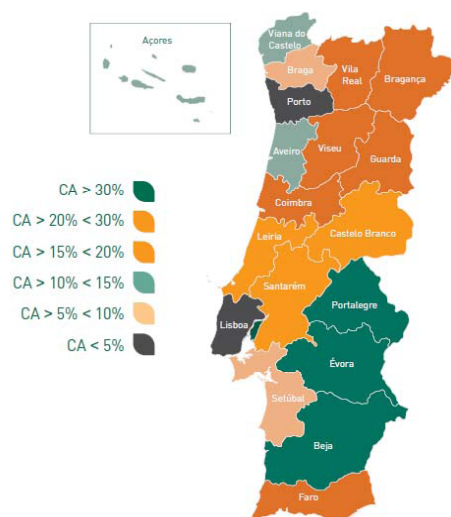 Açores
Viana do
Castelo
Braga
Vila
Real
Bragança
Porto
Aveiro
Viseu
Guarda
Coimbra
Leiria
Castelo Branco
Santarém
Portalegre
Lisboa
Évora
Setúbal
Beja
Faro
CA > 30%
CA > 20% < 30%
CA > 15% < 20%
CA > 10% < 15%
CA > 5% < 10%
CA < 5%